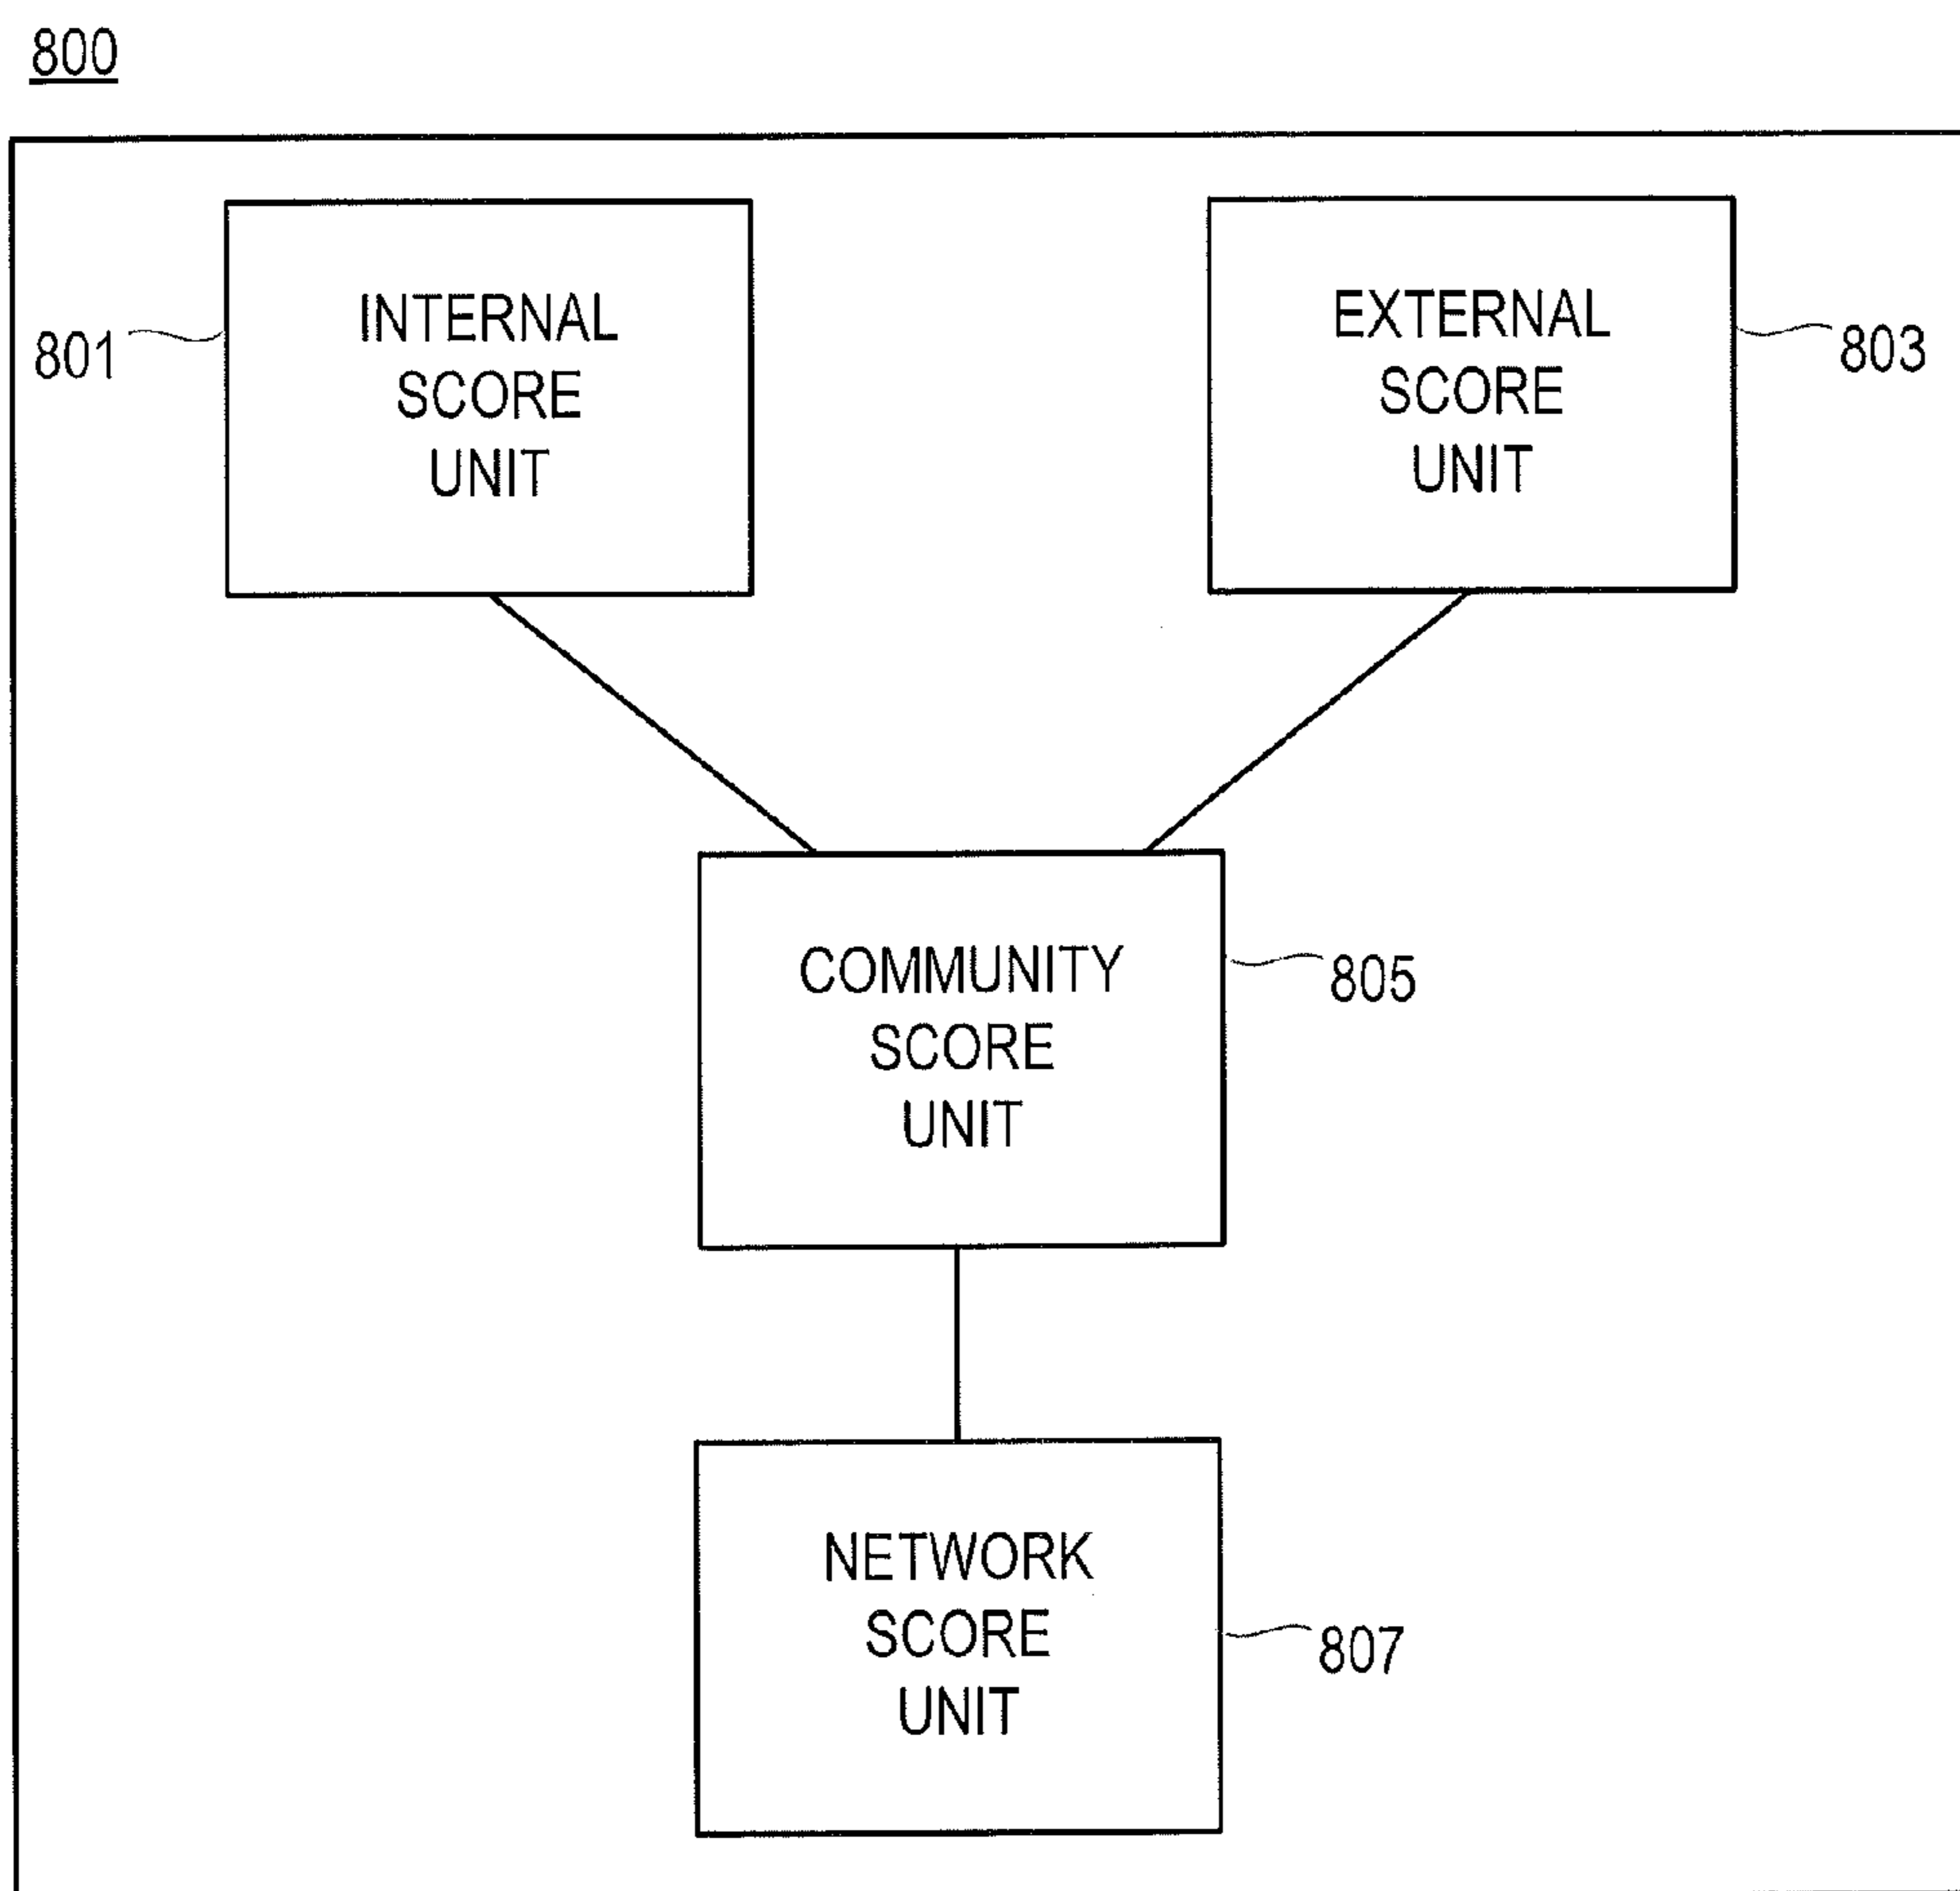 800
INTERNAL
SCORE
UNIT
801
EXTERNAL
SCORE
UNIT
803
COMMUNITY
SCORE
UNIT
805
NETWORK
SCORE
UNIT
807